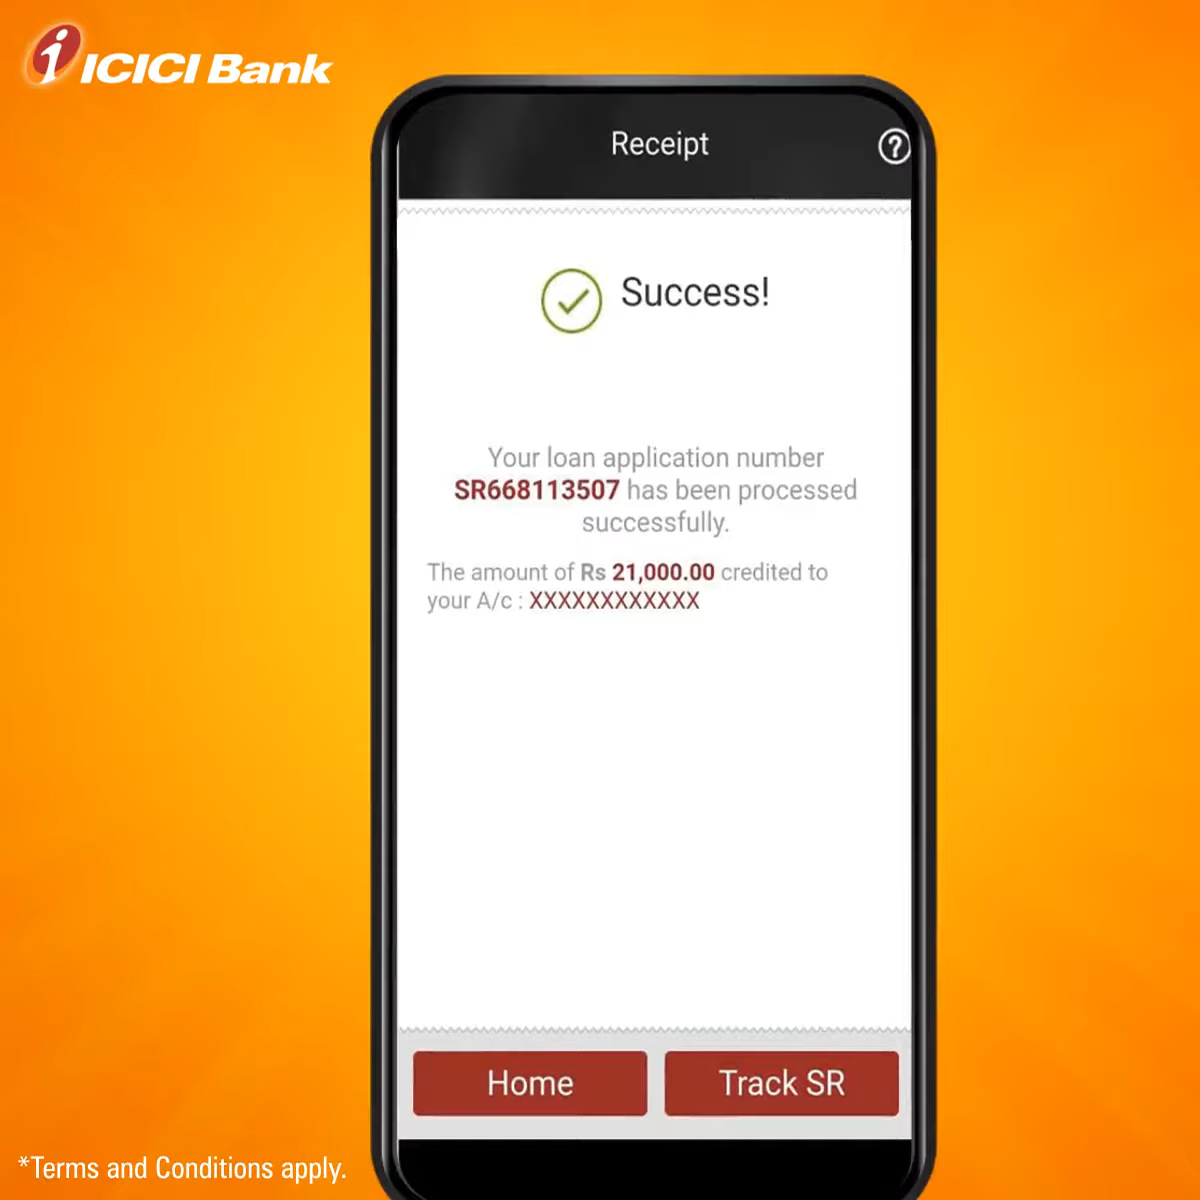 i ICICI Bank
Receipt
?
Success!
Your loan application number
SR668113507 has been processed
successfully.
The amount of Rs 21,000.00 credited to
your A/c : XXXXXXXXXXXX
Home
Track SR
*Terms and Conditions apply.